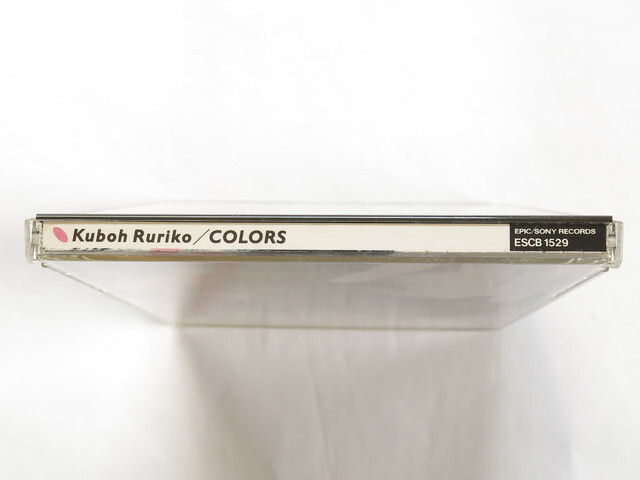 Kuboh Ruriko/COLORS
EPIC/SONY RECORDS
ESCB 1529